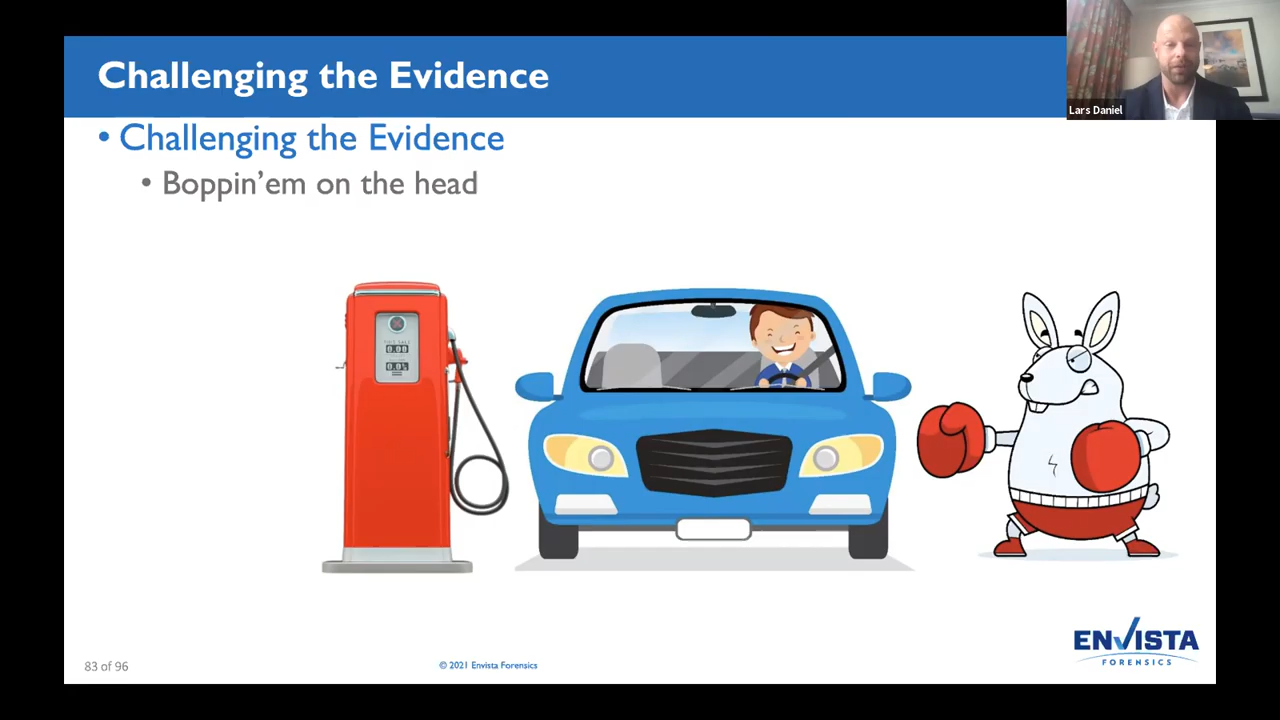 Challenging the Evidence
Lars Daniel
• Challenging the Evidence
• Boppin’em on the head
ENVISTA
FORENSICS
83 of 96
© 2021 Envista Forensics